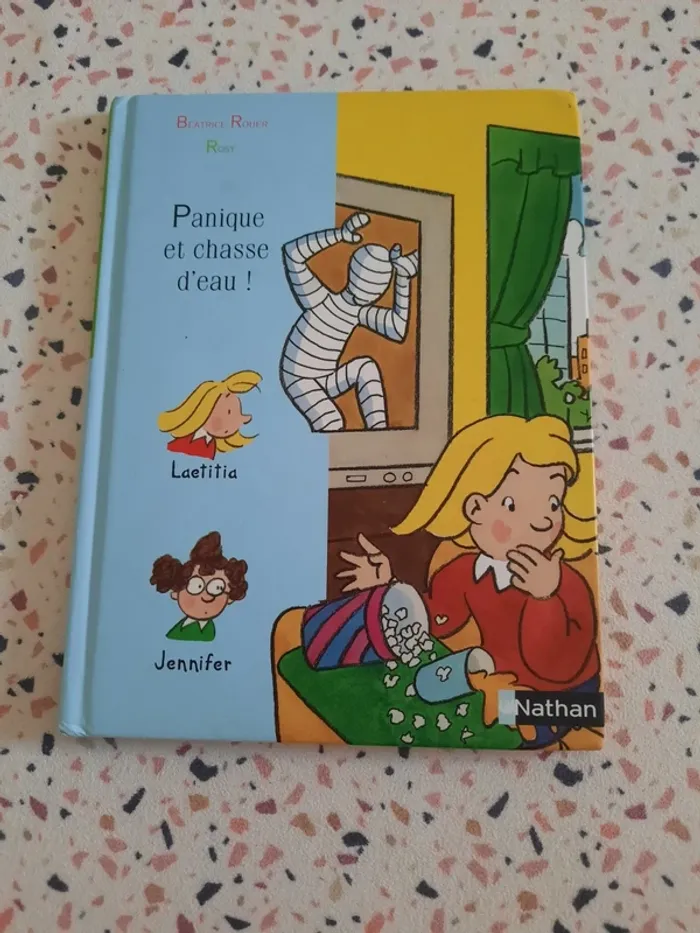 Béatrice Rouer
Rosy
Panique
et chasse
d'eau !
Laetitia
Jennifer
Nathan